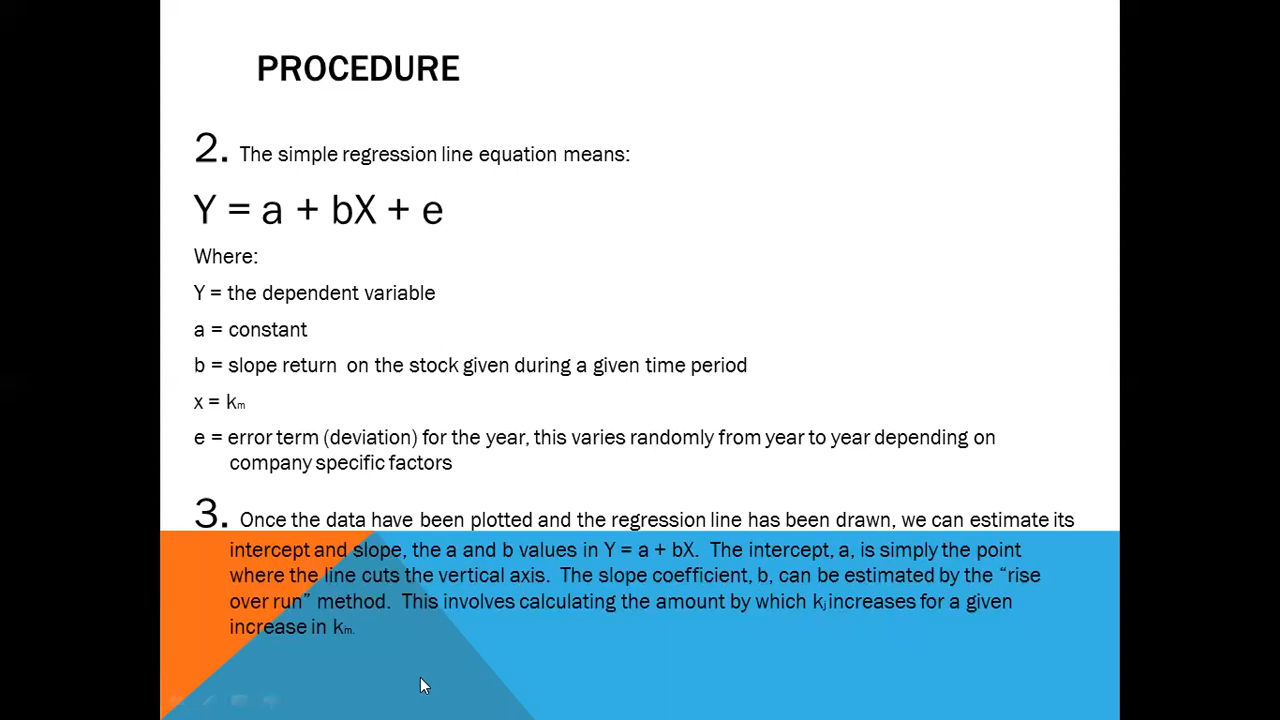 PROCEDURE
2. The simple regression line equation means:
Y = a + bX + e
Where:
Y = the dependent variable
a = constant
b = slope return on the stock given during a given time period
x = km
e = error term (deviation) for the year, this varies randomly from year to year depending on
company specific factors
3. Once the data have been plotted and the regression line has been drawn, we can estimate its
intercept and slope, the a and b values in Y = a + bX. The intercept, a, is simply the point
where the line cuts the vertical axis. The slope coefficient, b, can be estimated by the “rise
over run” method. This involves calculating the amount by which kj increases for a given
increase in km.